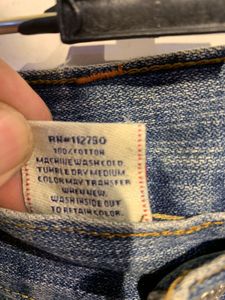 RN#112790
100/COTTON
MACHINE WASH COLD.
TUMBLE DRY MEDIUM.
COLOR MAY TRANSFER
WHEN NEW.
WASH INSIDE OUT
TO RETAIN COLOR.